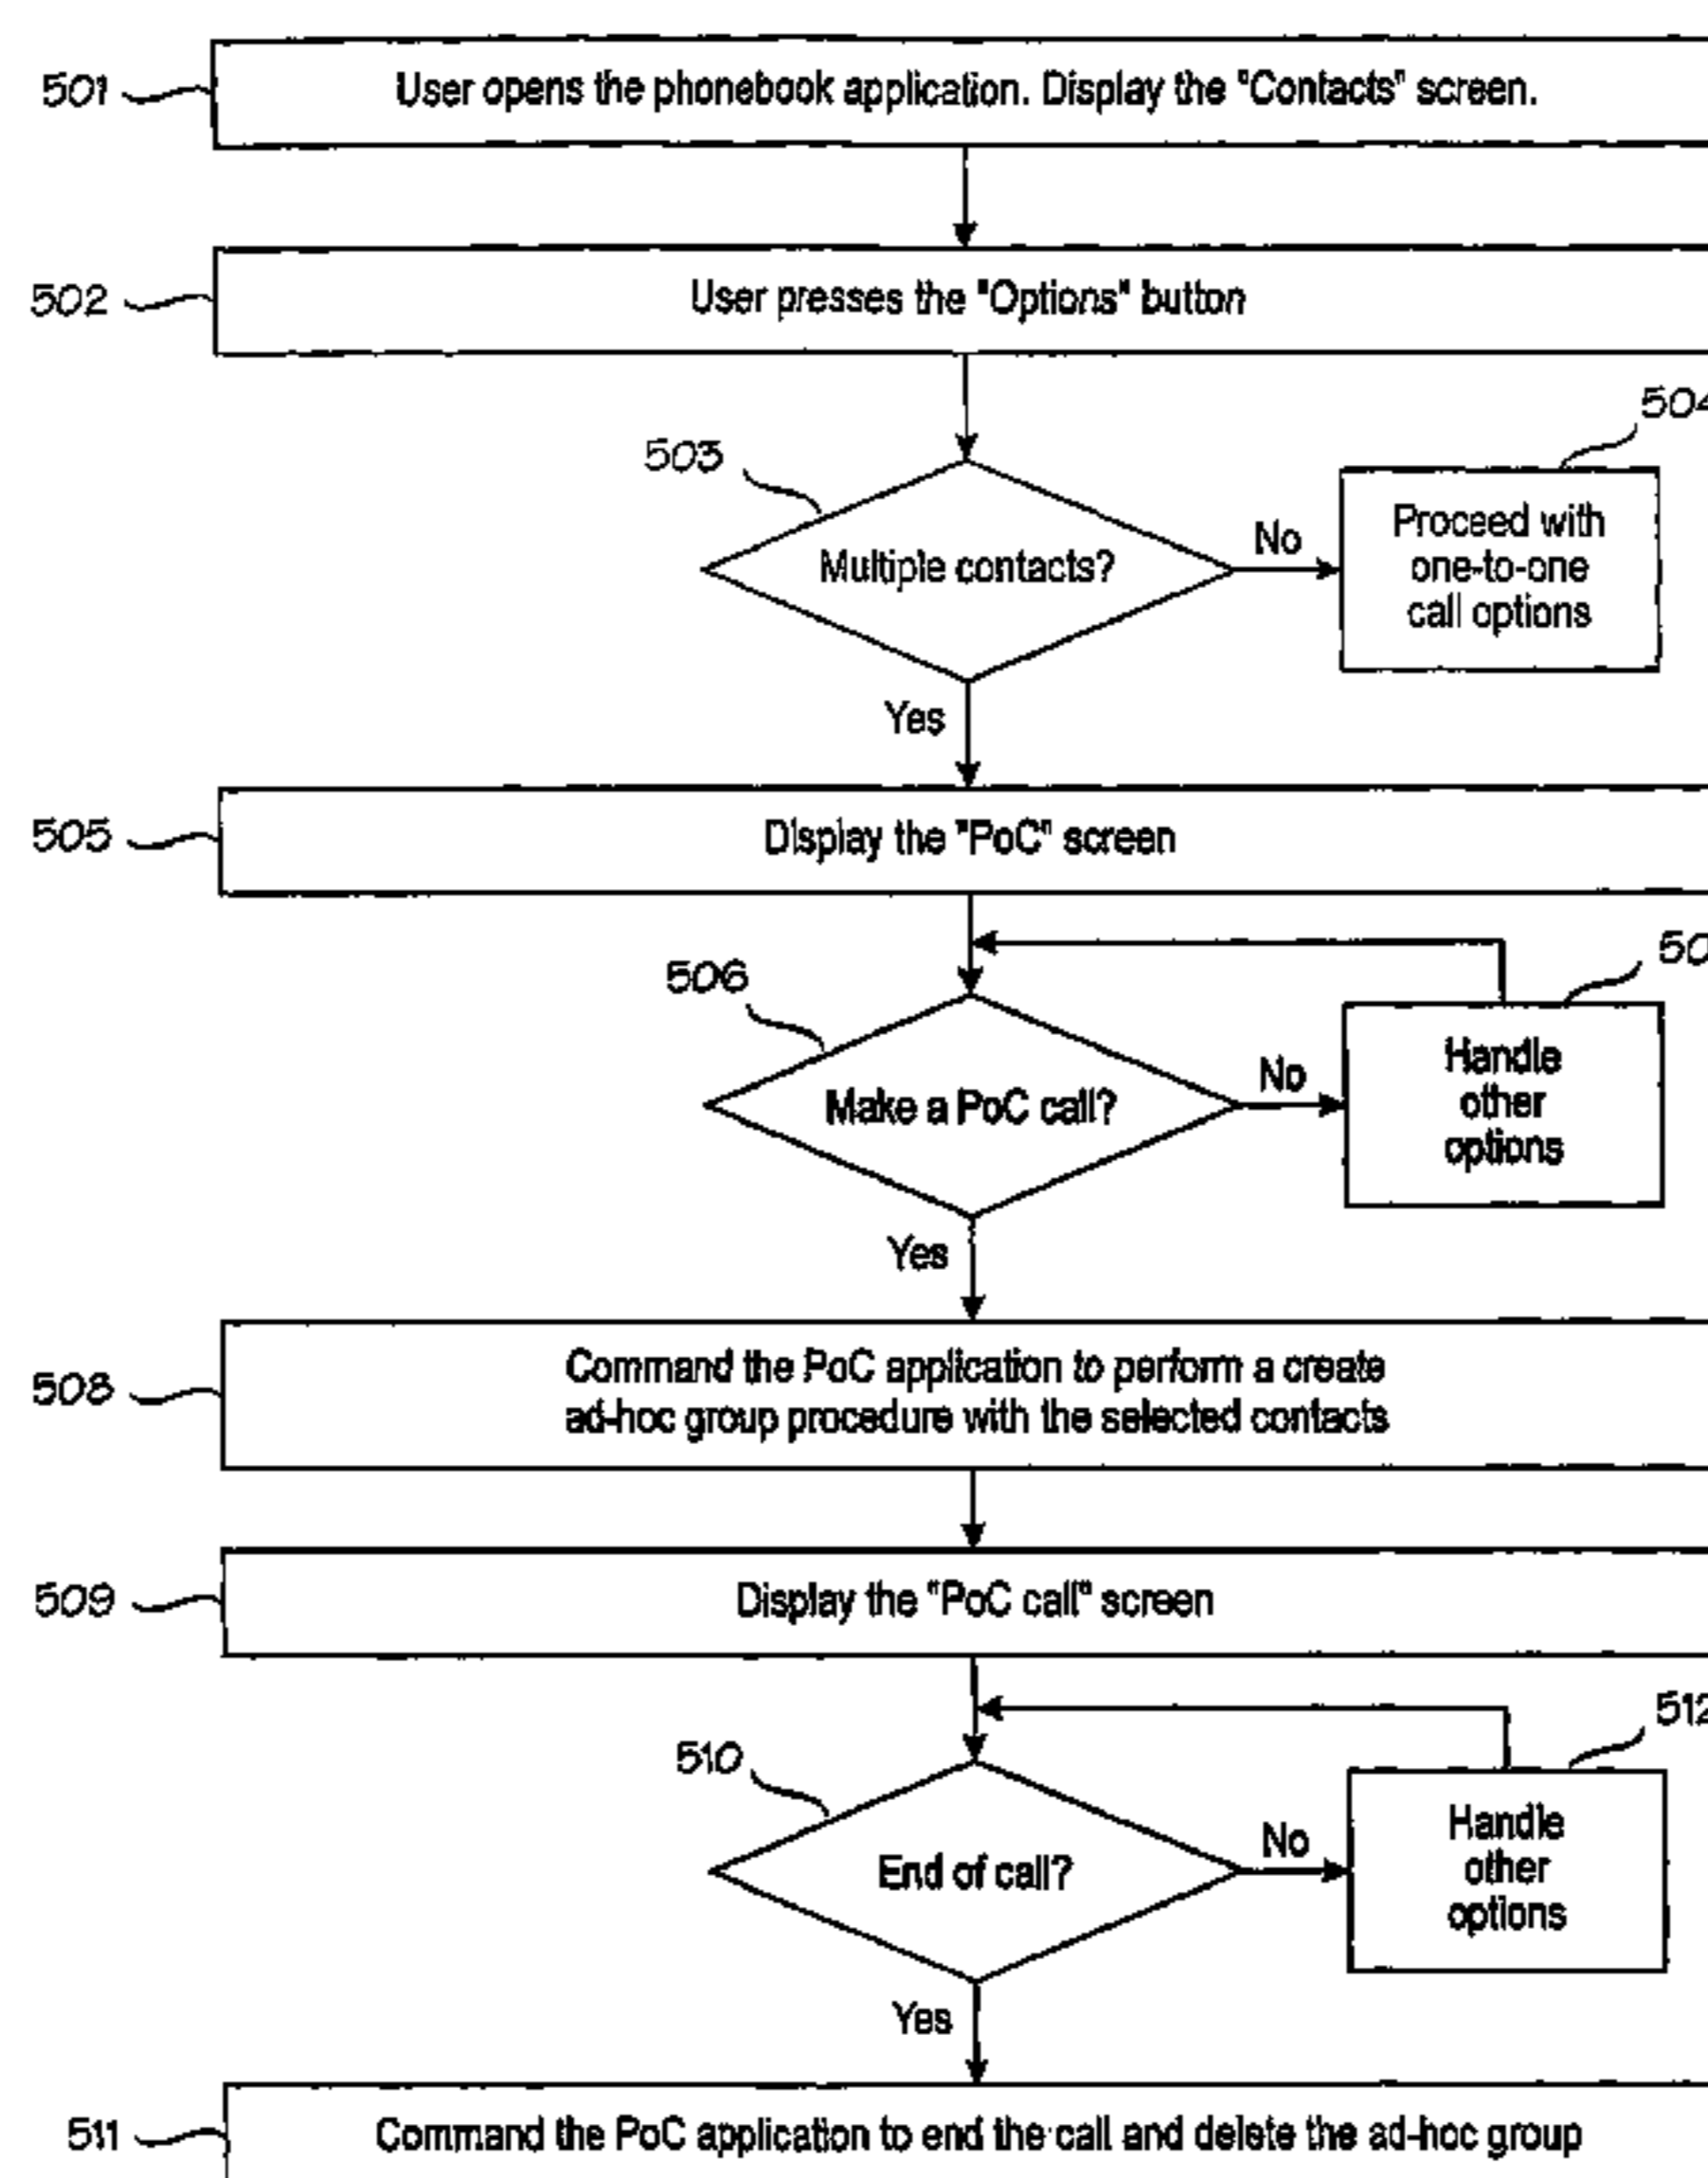 501
User opens the phonebook application. Display the "Contacts" screen.
502
User presses the "Options" button
504
503
Multiple contacts?
No
Proceed with
one-to-one
call options
Yes
505
Display the "PoC" screen
50
506
Make a PoC call?
No
Handle
other
options
Yes
508
Command the PoC application to perform a create
ad-hoc group procedure with the selected contacts
509
Display the "PoC call" screen
512
510
End of call?
No
Handle
other
options
Yes
511
Command the PoC application to end the call and delete the ad-hoc group